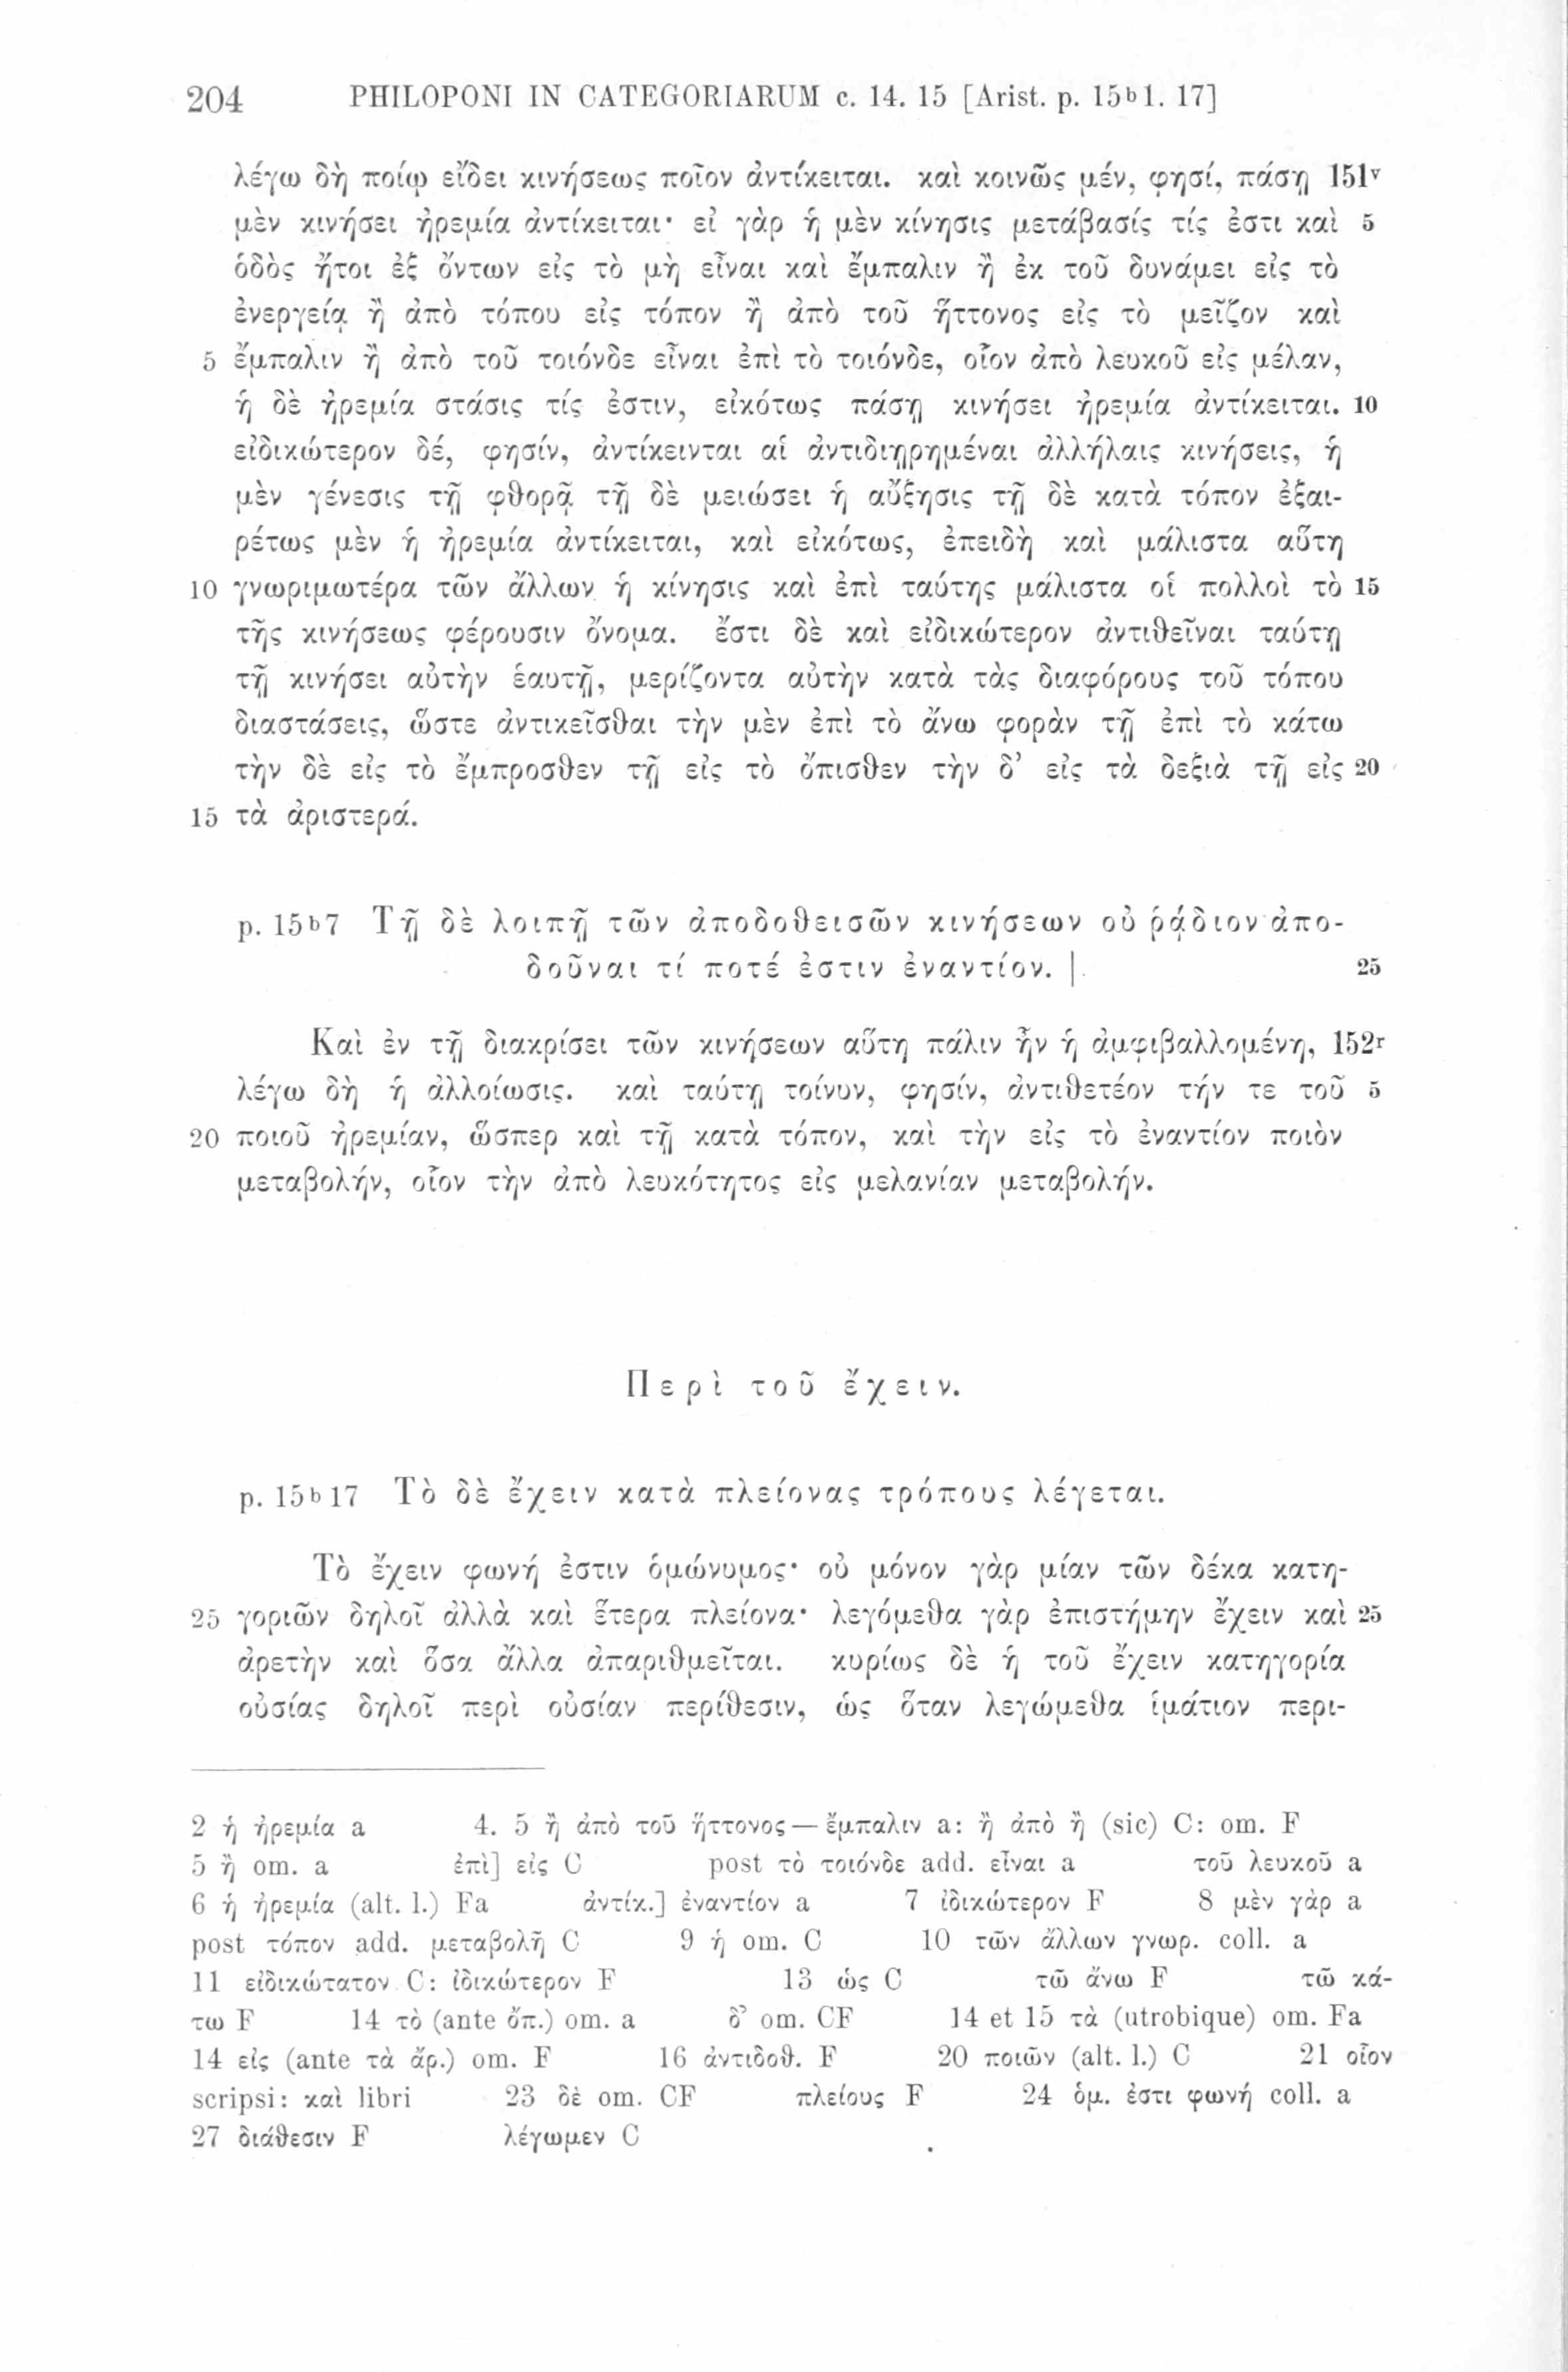 204 PHILOPONI IN CATEGORIARUM c. 14. 15 [Arist. p. 15b1. 17]
λέγω δὴ ποίῳ εἴδει κινήσεως ποῖον ἀντίκειται. καὶ κοινῶς μέν, φησί, πάσῃ 151v
μὲν κινήσει ἠρεμία ἀντίκειται· εἰ γὰρ ἡ μὲν κίνησις μετάβασίς τίς ἐστι καὶ 5
ὁδὸς ἤτοι ἐξ ὄντων εἰς τὸ μὴ εἶναι καὶ ἔμπαλιν ἢ ἐκ τοῦ δυνάμει εἰς τὸ
ἐνεργείᾳ ἢ ἀπὸ τόπου εἰς τόπον ἢ ἀπὸ τοῦ ἥττονος εἰς τὸ μεῖζον καὶ
5 ἔμπαλιν ἢ ἀπὸ τοῦ τοιόνδε εἶναι ἐπὶ τὸ τοιόνδε, οἷον ἀπὸ λευκοῦ εἰς μέλαν,
ἡ δὲ ἠρεμία στάσις τίς ἐστιν, εἰκότως πάσῃ κινήσει ἠρεμία ἀντίκειται. 10
εἰδικώτερον δέ, φησίν, ἀντίκεινται αἱ ἀντιδιῃρημέναι ἀλλήλαις κινήσεις, ἡ
μὲν γένεσις τῇ φθορᾷ τῇ δὲ μειώσει ἡ αὔξησις τῇ δὲ κατὰ τόπον ἐξαι-
ρέτως μὲν ἡ ἠρεμία ἀντίκειται, καὶ εἰκότως, ἐπειδὴ καὶ μάλιστα αὕτη
10 γνωριμωτέρα τῶν ἄλλων ἡ κίνησις καὶ ἐπὶ ταύτης μάλιστα οἱ πολλοὶ τὸ 15
τῆς κινήσεως φέρουσιν ὄνομα. ἔστι δὲ καὶ εἰδικώτερον ἀντιθεῖναι ταύτῃ
τῇ κινήσει αὐτὴν ἑαυτῇ, μερίζοντα αὐτὴν κατὰ τὰς διαφόρους τοῦ τόπου
διαστάσεις, ὥστε ἀντικεῖσθαι τὴν μὲν ἐπὶ τὸ ἄνω φορὰν τῇ ἐπὶ τὸ κάτω
τὴν δὲ εἰς τὸ ἔμπροσθεν τῇ εἰς τὸ ὄπισθεν τὴν δ’ εἰς τὰ δεξιὰ τῇ εἰς 20
15 τὰ ἀριστερά.
p. 15b7 Τῇ δὲ λοιπῇ τῶν ἀποδοθεισῶν κινήσεων οὐ ῥᾴδιον ἀπο-
δοῦναι τί ποτέ ἐστιν ἐναντίον. | 25
Καὶ ἐν τῇ διακρίσει τῶν κινήσεων αὕτη πάλιν ἦν ἡ ἀμφιβαλλομένη, 152r
λέγω δὴ ἡ ἀλλοίωσις. καὶ ταύτῃ τοίνυν, φησίν, ἀντιθετέον τήν τε τοῦ 5
20 ποιοῦ ἠρεμίαν, ὥσπερ καὶ τῇ κατὰ τόπον, καὶ τὴν εἰς τὸ ἐναντίον ποιὸν
μεταβολήν, οἷον τὴν ἀπὸ λευκότητος εἰς μελανίαν μεταβολήν.
Περὶ τοῦ ἔχειν.
p. 15b17 Τὸ δὲ ἔχειν κατὰ πλείονας τρόπους λέγεται.
Τὸ ἔχειν φωνή ἐστιν ὁμώνυμος· οὐ μόνον γὰρ μίαν τῶν δέκα κατη-
25 γοριῶν δηλοῖ ἀλλὰ καὶ ἕτερα πλείονα· λεγόμεθα γὰρ ἐπιστήμην ἔχειν καὶ 25
ἀρετὴν καὶ ὅσα ἄλλα ἀπαριθμεῖται. κυρίως δὲ ἡ τοῦ ἔχειν κατηγορία
οὐσίας δηλοῖ περὶ οὐσίαν περίθεσιν, ὡς ὅταν λεγώμεθα ἱμάτιον περι-
2 ἡ ἠρεμία a 4. 5 ἢ ἀπὸ τοῦ ἥττονος — ἔμπαλιν a: ἢ ἀπὸ ἢ (sic) C: om. F
5 ἢ om. a ἐπὶ] εἰς C post τὸ τοιόνδε add. εἶναι a τοῦ λευκοῦ a
6 ἡ ἠρεμία (alt. l.) Fa ἀντίκ.] ἐναντίον a 7 ἰδικώτερον F 8 μὲν γὰρ a
post τόπον add. μεταβολῇ C 9 ἡ om. C 10 τῶν ἄλλων γνωρ. coll. a
11 εἰδικώτατον C: ἰδικώτερον F 13 ὡς C τῶ ἄνω F τῶ κά-
τω F 14 τὸ (ante ὄπ.) om. a δ’ om. CF 14 et 15 τὰ (utrobique) om. Fa
14 εἰς (ante τὰ ἄρ.) om. F 16 ἀντιδοθ. F 20 ποιῶν (alt. l.) C 21 οἷον
scripsi: καὶ libri 23 δὲ om. CF πλείους F 24 ὁμ. ἐστι φωνή coll. a
27 διάθεσιν F λέγωμεν C